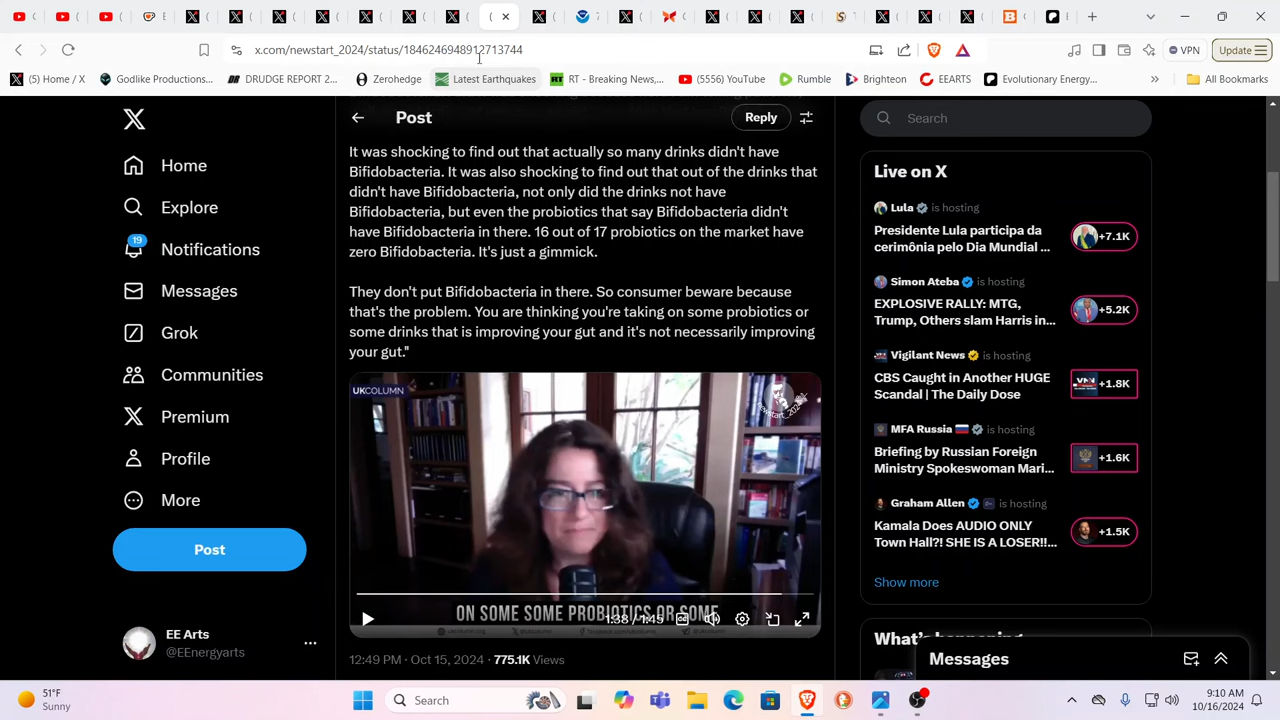 x.com/newstart_2024/status/1846246948912713744
VPN
Update
(5) Home / X
Godlike Productions...
DRUDGE REPORT 2...
Zerohedge
Latest Earthquakes
RT - Breaking News,...
(555) YouTube
Rumble
Brighteon
EEARTS
Evolutionary Energy...
All Bookmarks
Home
Explore
19
Notifications
Messages
Grok
Communities
Premium
Profile
More
Post
EE Arts
@EEnergyarts
Post
Reply
It was shocking to find out that actually so many drinks didn't have
Bifidobacteria. It was also shocking to find out that out of the drinks that
didn't have Bifidobacteria, not only did the drinks not have
Bifidobacteria, but even the probiotics that say Bifidobacteria didn't
have Bifidobacteria in there. 16 out of 17 probiotics on the market have
zero Bifidobacteria. It's just a gimmick.
They don't put Bifidobacteria in there. So consumer beware because
that's the problem. You are thinking you're taking on some probiotics or
some drinks that is improving your gut and it's not necessarily improving
your gut."
UKCOLUMN
newstart_2024
ON SOME SOME PROBIOTICS OR SOME
1:38 / 1:45
12:49 PM · Oct 15, 2024 · 775.1K Views
Search
Live on X
Lula is hosting
Presidente Lula participa da
cerimônia pelo Dia Mundial ...
+7.1K
Simon Ateba is hosting
EXPLOSIVE RALLY: MTG,
Trump, Others slam Harris in...
+5.2K
Vigilant News is hosting
CBS Caught in Another HUGE
Scandal | The Daily Dose
+1.8K
MFA Russia is hosting
Briefing by Russian Foreign
Ministry Spokeswoman Mari...
+1.6K
Graham Allen is hosting
Kamala Does AUDIO ONLY
Town Hall?! SHE IS A LOSER!!...
+1.5K
Show more
What's happening
Messages
51°F
Sunny
Search
9:10 AM
10/16/2024